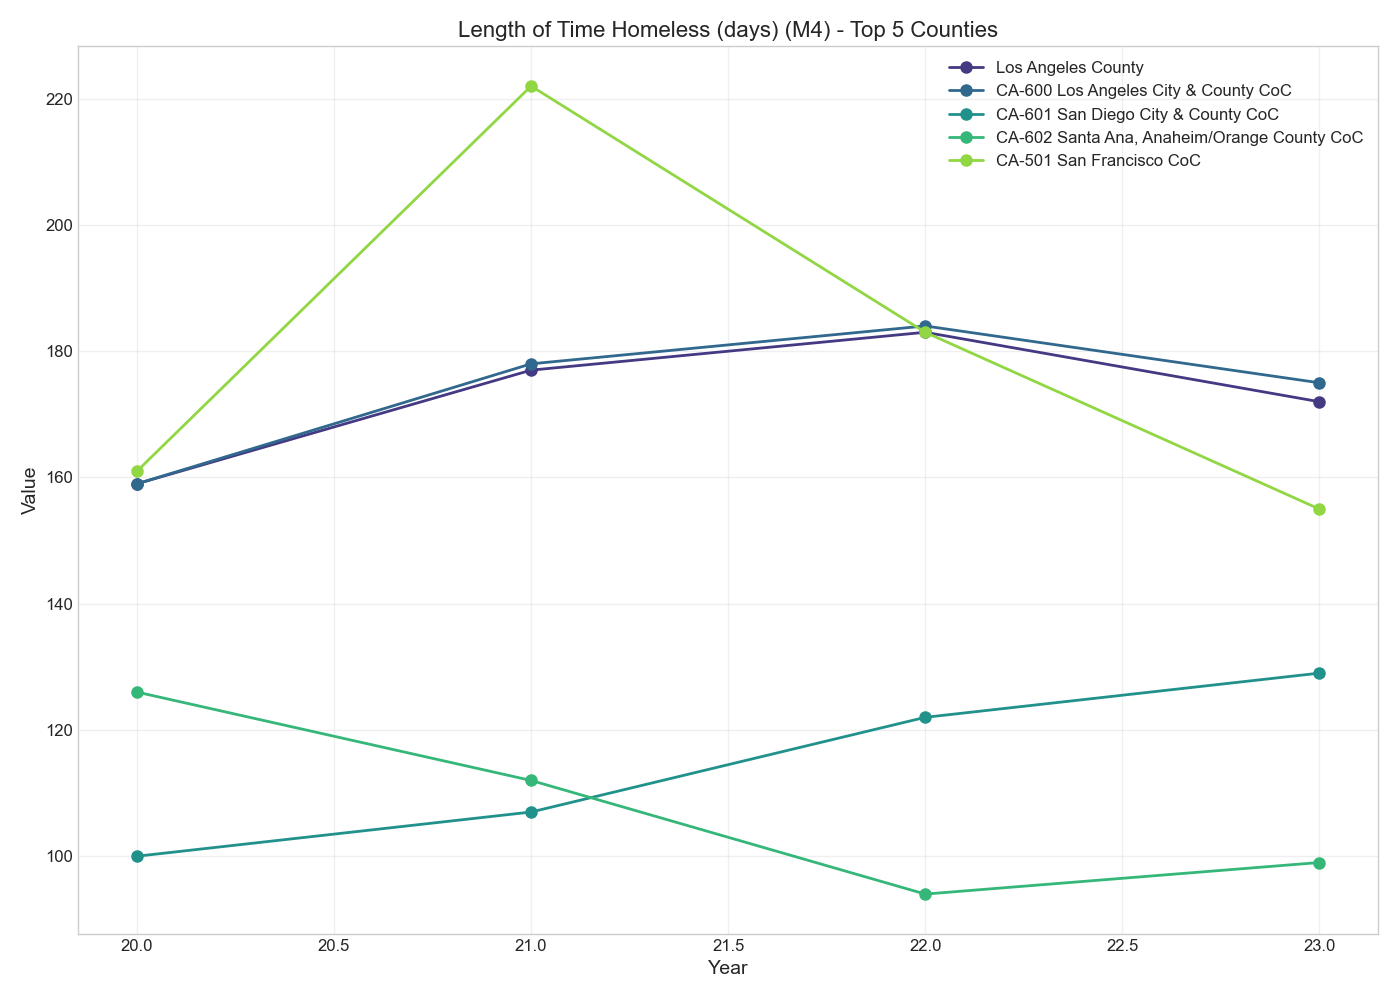 Length of Time Homeless (days) (M4) - Top 5 Counties
Los Angeles County
CA-600 Los Angeles City & County CoC
CA-601 San Diego City & County CoC
CA-602 Santa Ana, Anaheim/Orange County CoC
CA-501 San Francisco CoC
Value
220
200
180
160
140
120
100
20.0 20.5 21.0 21.5 22.0 22.5 23.0
Year